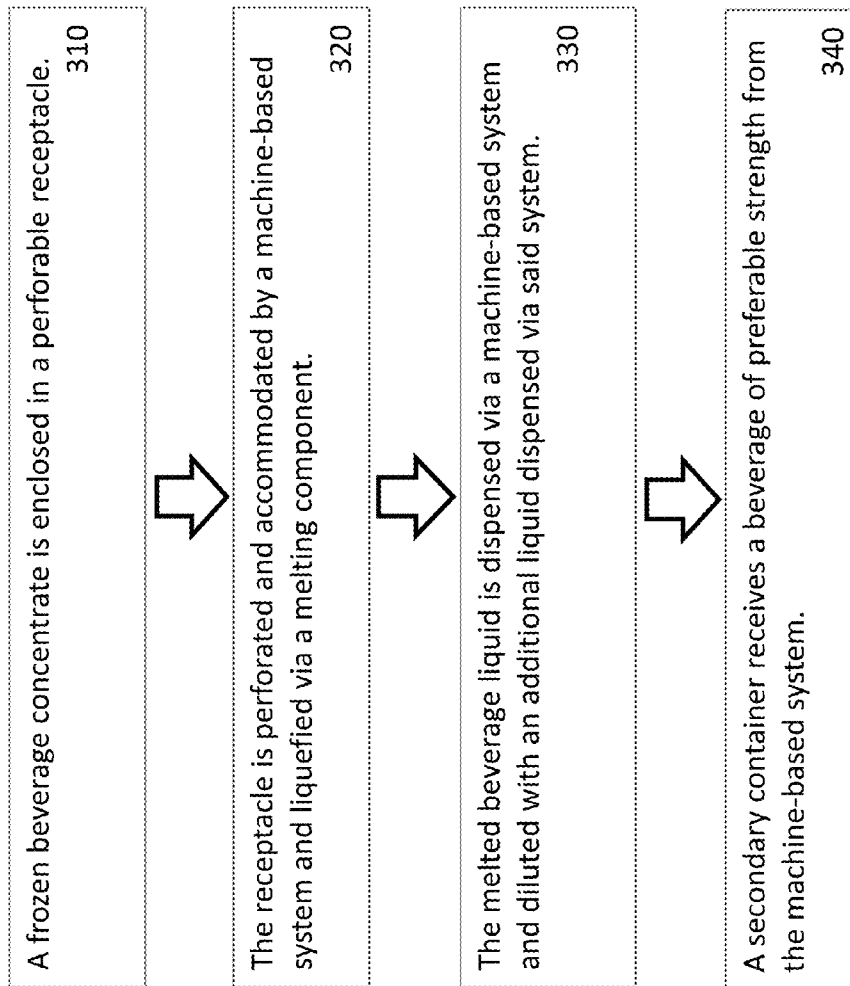 A frozen beverage concentrate is enclosed in a perforable receptacle.
310
The receptacle is perforated and accommodated by a machine-based
system and liquefied via a melting component.
320
The melted beverage liquid is dispensed via a machine-based system
and diluted with an additional liquid dispensed via said system.
330
A secondary container receives a beverage of preferable strength from
the machine-based system.
340